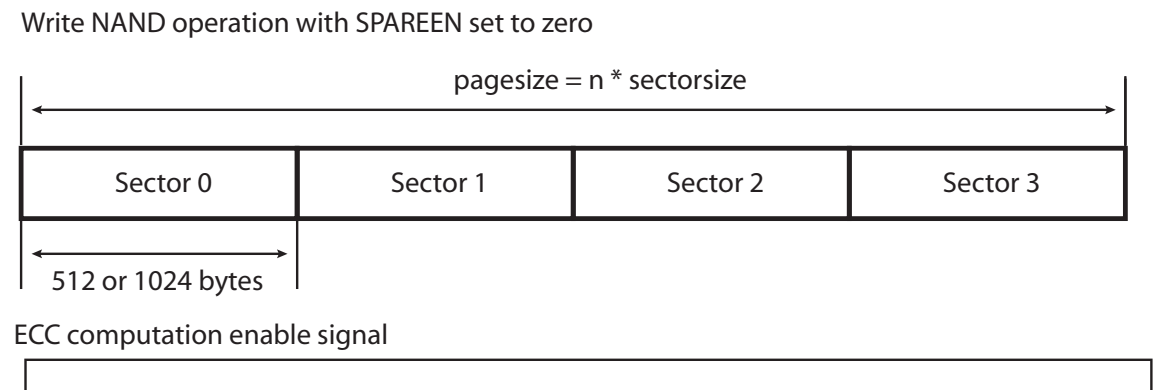 Write NAND operation with SPAREEN set to zero
pagesize = n * sectorsize
Sector 0 Sector 1 Sector 2 Sector 3
512 or 1024 bytes
ECC computation enable signal